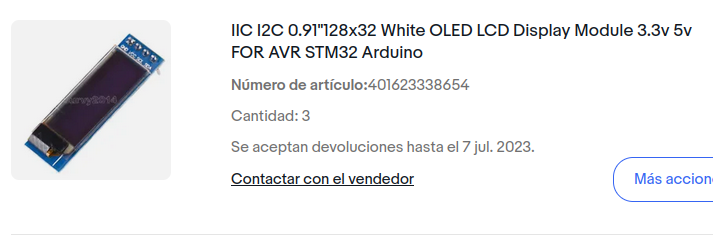 IIC I2C 0.91"128x32 White OLED LCD Display Module 3.3v 5v
FOR AVR STM32 Arduino
Número de artículo:401623338654
Cantidad: 3
Se aceptan devoluciones hasta el 7 jul. 2023.
Contactar con el vendedor
Más accion